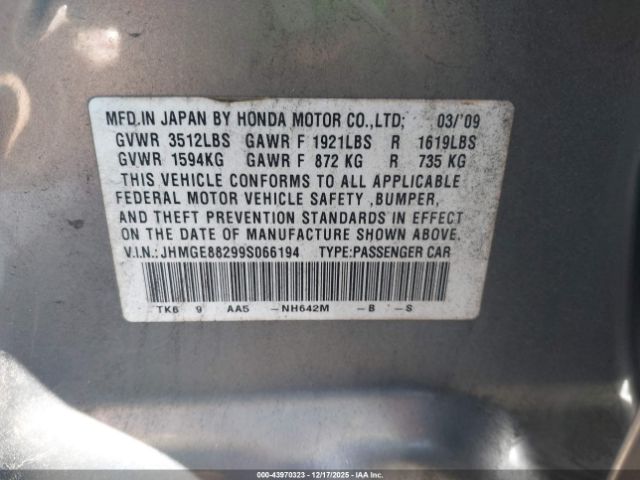 MFD.IN JAPAN BY HONDA MOTOR CO.,LTD; 03/'09
GVWR 3512LBS GAWR F 1921LBS R 1619LBS
GVWR 1594KG GAWR F 872 KG R 735 KG
THIS VEHICLE CONFORMS TO ALL APPLICABLE
FEDERAL MOTOR VEHICLE SAFETY ,BUMPER,
AND THEFT PREVENTION STANDARDS IN EFFECT
ON THE DATE OF MANUFACTURE SHOWN ABOVE.
V.I.N.: JHMGE88299S066194 TYPE:PASSENGER CAR
TK6 9 AA5 -NH642M -B -S
000-43970323 - 12/17/2025 - IAAI.COM